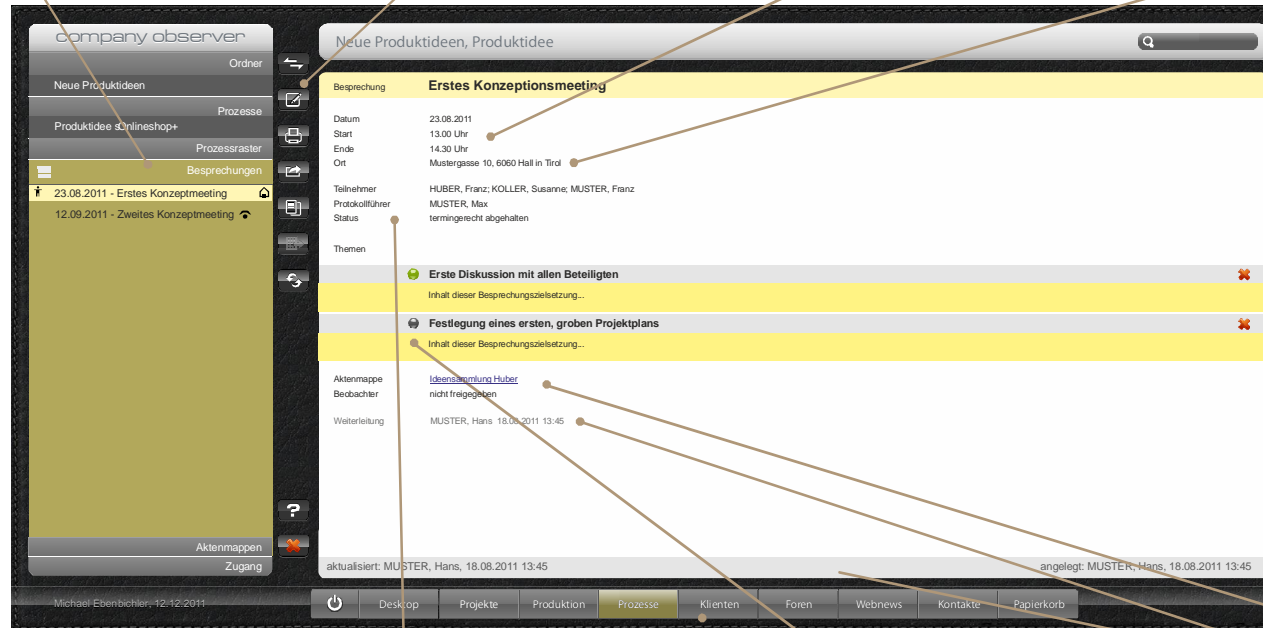 company observer
Ordner
Neue Produktideen
Prozesse
Produktidee sOnlineshop+
Prozessraster
Besprechungen
23.08.2011 - Erstes Konzeptmeeting
12.09.2011 - Zweites Konzeptmeeting
Aktenmappen
Zugang
Michael Ebenbichler, 12.12.2011
?
Neue Produktideen, Produktidee
Besprechung Erstes Konzeptionsmeeting
Datum 23.08.2011
Start 13.00 Uhr
Ende 14.30 Uhr
Ort Mustergasse 10, 6060 Hall in Tirol
Teilnehmer HUBER, Franz; KOLLER, Susanne; MUSTER, Franz
Protokollführer MUSTER, Max
Status termingerecht abgehalten
Themen
Erste Diskussion mit allen Beteiligten
Inhalt dieser Besprechungszielsetzung...
Festlegung eines ersten, groben Projektplans
Inhalt dieser Besprechungszielsetzung...
Aktenmappe Ideensammlung Huber
Beobachter nicht freigegeben
Weiterleitung MUSTER, Hans 18.08.2011 13:45
aktualisiert: MUSTER, Hans, 18.08.2011 13:45 angelegt: MUSTER, Hans, 18.08.2011 13:45
Desktop Projekte Produktion Prozesse Klienten Foren Webnews Kontakte Papierkorb